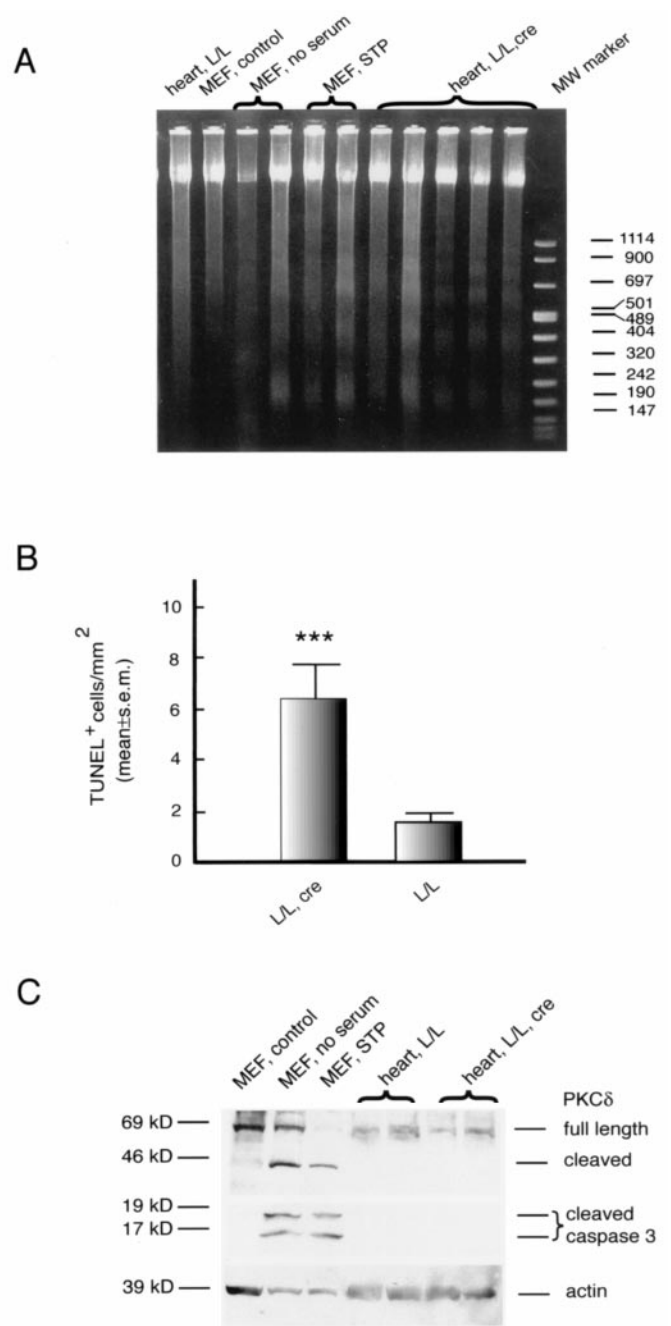 A
heart, L/L
MEF, control
MEF, no serum
MEF, STP
heart, L/L,cre
MW marker
1114
900
697
501
489
404
320
242
190
147
B
TUNEL+ cells/mm2
(mean±s.e.m.)
10
8
6
4
2
0
***
L/L, cre
L/L
C
MEF, control
MEF, no serum
MEF, STP
heart, L/L
heart, L/L, cre
PKCδ
69 kD
full length
46 kD
cleaved
19 kD
cleaved
17 kD
caspase 3
39 kD
actin